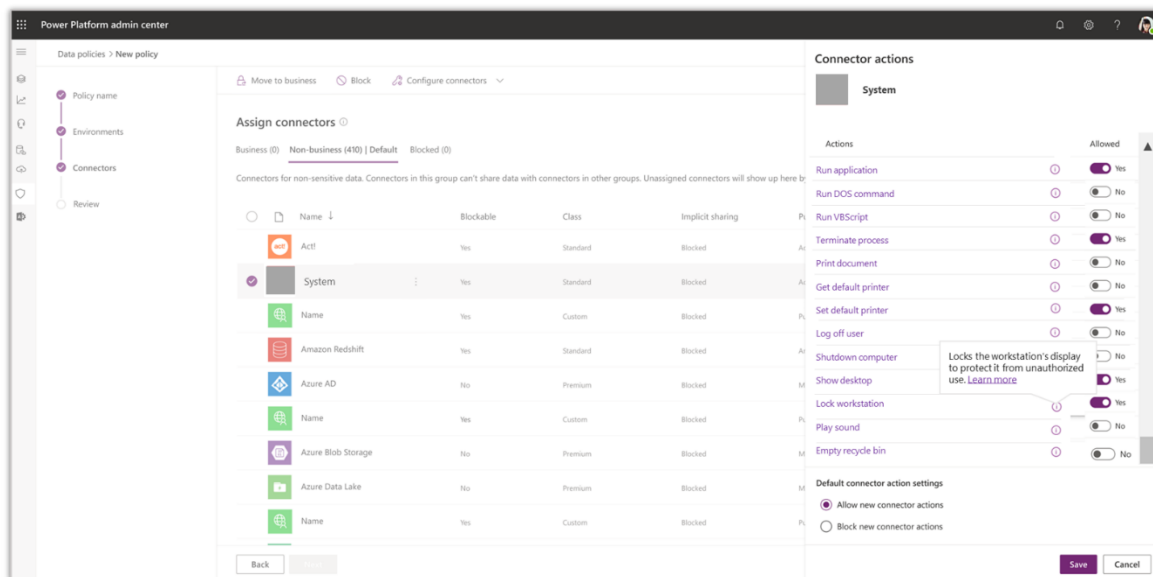 Power Platform admin center
Data policies > New policy
Policy name
Environments
Connectors
Review
Move to business Block Configure connectors
Assign connectors
Business (0) Non-business (410) | Default Blocked (0)
Connectors for non-sensitive data. Connectors in this group can't share data with connectors in other groups. Unassigned connectors will show up here by
Name ↓ Blockable Class Implicit sharing
act! Act! Yes Standard Blocked
System Yes Standard Blocked
Name Yes Custom Blocked
Amazon Redshift Yes Standard Blocked
Azure AD No Premium Blocked
Name Yes Custom Blocked
Azure Blob Storage No Premium Blocked
Azure Data Lake No Premium Blocked
Name Yes Custom Blocked
Back
Connector actions
System
Actions Allowed
Run application Yes
Run DOS command No
Run VBScript No
Terminate process Yes
Print document No
Get default printer No
Set default printer Yes
Log off user No
Shutdown computer No
Show desktop Yes
Locks the workstation's display
to protect it from unauthorized
use. Learn more
Lock workstation Yes
Play sound No
Empty recycle bin No
Default connector action settings
Allow new connector actions
Block new connector actions
Save Cancel